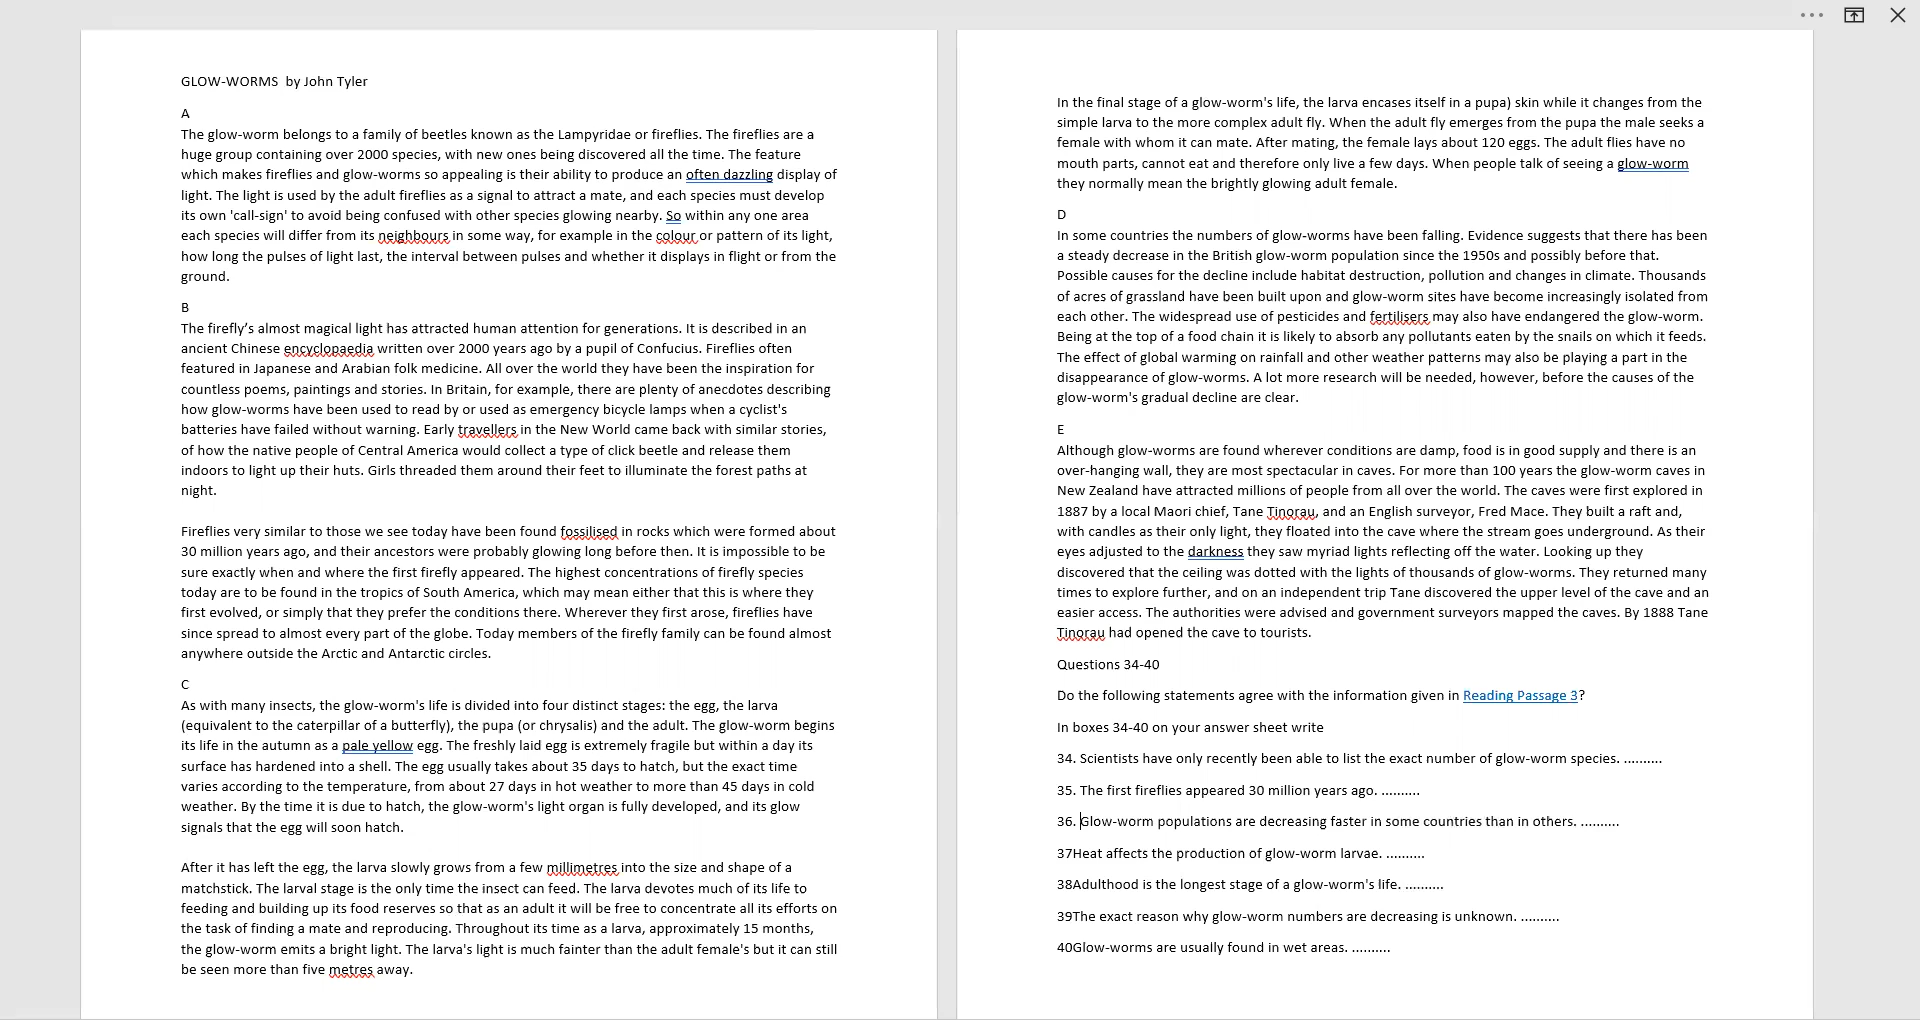 GLOW-WORMS  by John Tyler
A
The glow-worm belongs to a family of beetles known as the Lampyridae or fireflies. The fireflies are a
huge group containing over 2000 species, with new ones being discovered all the time. The feature
which makes fireflies and glow-worms so appealing is their ability to produce an often dazzling display of
light. The light is used by the adult fireflies as a signal to attract a mate, and each species must develop
its own 'call-sign' to avoid being confused with other species glowing nearby. So within any one area
each species will differ from its neighbours in some way, for example in the colour or pattern of its light,
how long the pulses of light last, the interval between pulses and whether it displays in flight or from the
ground.
B
The firefly’s almost magical light has attracted human attention for generations. It is described in an
ancient Chinese encyclopaedia written over 2000 years ago by a pupil of Confucius. Fireflies often
featured in Japanese and Arabian folk medicine. All over the world they have been the inspiration for
countless poems, paintings and stories. In Britain, for example, there are plenty of anecdotes describing
how glow-worms have been used to read by or used as emergency bicycle lamps when a cyclist's
batteries have failed without warning. Early travellers in the New World came back with similar stories,
of how the native people of Central America would collect a type of click beetle and release them
indoors to light up their huts. Girls threaded them around their feet to illuminate the forest paths at
night.
Fireflies very similar to those we see today have been found fossilised in rocks which were formed about
30 million years ago, and their ancestors were probably glowing long before then. It is impossible to be
sure exactly when and where the first firefly appeared. The highest concentrations of firefly species
today are to be found in the tropics of South America, which may mean either that this is where they
first evolved, or simply that they prefer the conditions there. Wherever they first arose, fireflies have
since spread to almost every part of the globe. Today members of the firefly family can be found almost
anywhere outside the Arctic and Antarctic circles.
C
As with many insects, the glow-worm's life is divided into four distinct stages: the egg, the larva
(equivalent to the caterpillar of a butterfly), the pupa (or chrysalis) and the adult. The glow-worm begins
its life in the autumn as a pale yellow egg. The freshly laid egg is extremely fragile but within a day its
surface has hardened into a shell. The egg usually takes about 35 days to hatch, but the exact time
varies according to the temperature, from about 27 days in hot weather to more than 45 days in cold
weather. By the time it is due to hatch, the glow-worm's light organ is fully developed, and its glow
signals that the egg will soon hatch.
After it has left the egg, the larva slowly grows from a few millimetres into the size and shape of a
matchstick. The larval stage is the only time the insect can feed. The larva devotes much of its life to
feeding and building up its food reserves so that as an adult it will be free to concentrate all its efforts on
the task of finding a mate and reproducing. Throughout its time as a larva, approximately 15 months,
the glow-worm emits a bright light. The larva's light is much fainter than the adult female's but it can still
be seen more than five metres away.
In the final stage of a glow-worm's life, the larva encases itself in a pupa) skin while it changes from the
simple larva to the more complex adult fly. When the adult fly emerges from the pupa the male seeks a
female with whom it can mate. After mating, the female lays about 120 eggs. The adult flies have no
mouth parts, cannot eat and therefore only live a few days. When people talk of seeing a glow-worm
they normally mean the brightly glowing adult female.
D
In some countries the numbers of glow-worms have been falling. Evidence suggests that there has been
a steady decrease in the British glow-worm population since the 1950s and possibly before that.
Possible causes for the decline include habitat destruction, pollution and changes in climate. Thousands
of acres of grassland have been built upon and glow-worm sites have become increasingly isolated from
each other. The widespread use of pesticides and fertilisers may also have endangered the glow-worm.
Being at the top of a food chain it is likely to absorb any pollutants eaten by the snails on which it feeds.
The effect of global warming on rainfall and other weather patterns may also be playing a part in the
disappearance of glow-worms. A lot more research will be needed, however, before the causes of the
glow-worm's gradual decline are clear.
E
Although glow-worms are found wherever conditions are damp, food is in good supply and there is an
over-hanging wall, they are most spectacular in caves. For more than 100 years the glow-worm caves in
New Zealand have attracted millions of people from all over the world. The caves were first explored in
1887 by a local Maori chief, Tane Tinorau, and an English surveyor, Fred Mace. They built a raft and,
with candles as their only light, they floated into the cave where the stream goes underground. As their
eyes adjusted to the darkness they saw myriad lights reflecting off the water. Looking up they
discovered that the ceiling was dotted with the lights of thousands of glow-worms. They returned many
times to explore further, and on an independent trip Tane discovered the upper level of the cave and an
easier access. The authorities were advised and government surveyors mapped the caves. By 1888 Tane
Tinorau had opened the cave to tourists.
Questions 34-40
Do the following statements agree with the information given in Reading Passage 3?
In boxes 34-40 on your answer sheet write
34. Scientists have only recently been able to list the exact number of glow-worm species. ..........
35. The first fireflies appeared 30 million years ago. ..........
36. Glow-worm populations are decreasing faster in some countries than in others. ..........
37Heat affects the production of glow-worm larvae. ..........
38Adulthood is the longest stage of a glow-worm's life. ..........
39The exact reason why glow-worm numbers are decreasing is unknown. ..........
40Glow-worms are usually found in wet areas. ..........